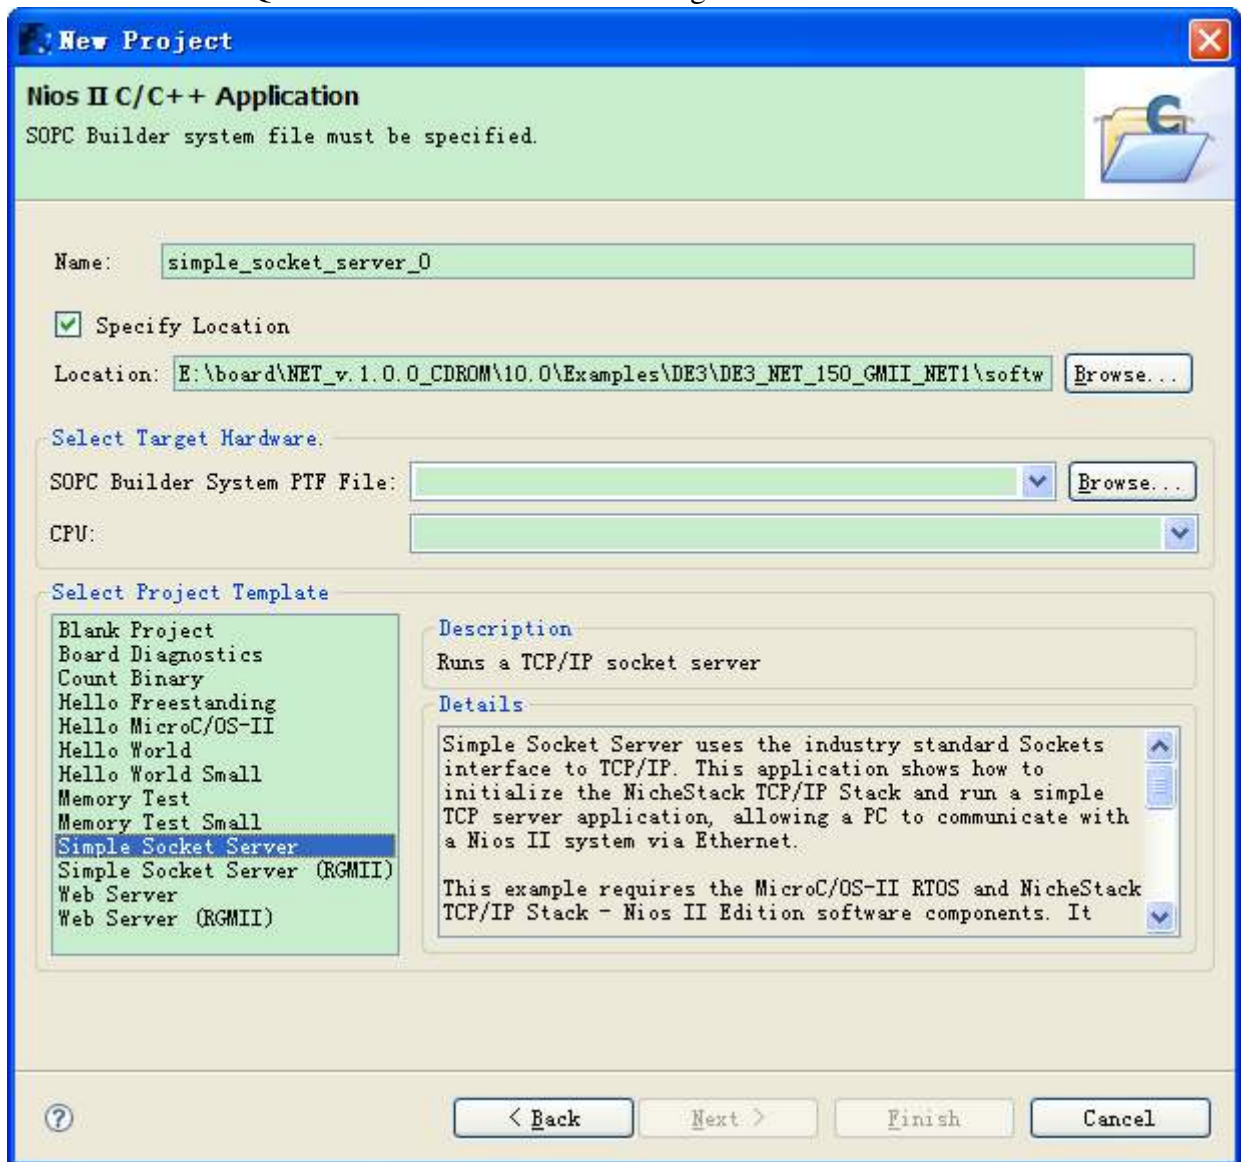 New Project
Nios II C/C++ Application
SOPC Builder system file must be specified.
Name: simple_socket_server_0
Specify Location
Location: E:\board\NET_v.1.0.0_CDROM\10.0\Examples\DE3\DE3_NET_150_GMII_NET1\softw Browse...
Select Target Hardware.
SOPC Builder System PTF File: Browse...
CPU:
Select Project Template
Blank Project
Board Diagnostics
Count Binary
Hello Freestanding
Hello MicroC/OS-II
Hello World
Hello World Small
Memory Test
Memory Test Small
Simple Socket Server
Simple Socket Server (RGMII)
Web Server
Web Server (RGMII)
Description
Runs a TCP/IP socket server
Details
Simple Socket Server uses the industry standard Sockets
interface to TCP/IP. This application shows how to
initialize the NicheStack TCP/IP Stack and run a simple
TCP server application, allowing a PC to communicate with
a Nios II system via Ethernet.
This example requires the MicroC/OS-II RTOS and NicheStack
TCP/IP Stack - Nios II Edition software components. It
< Back Next > Finish Cancel